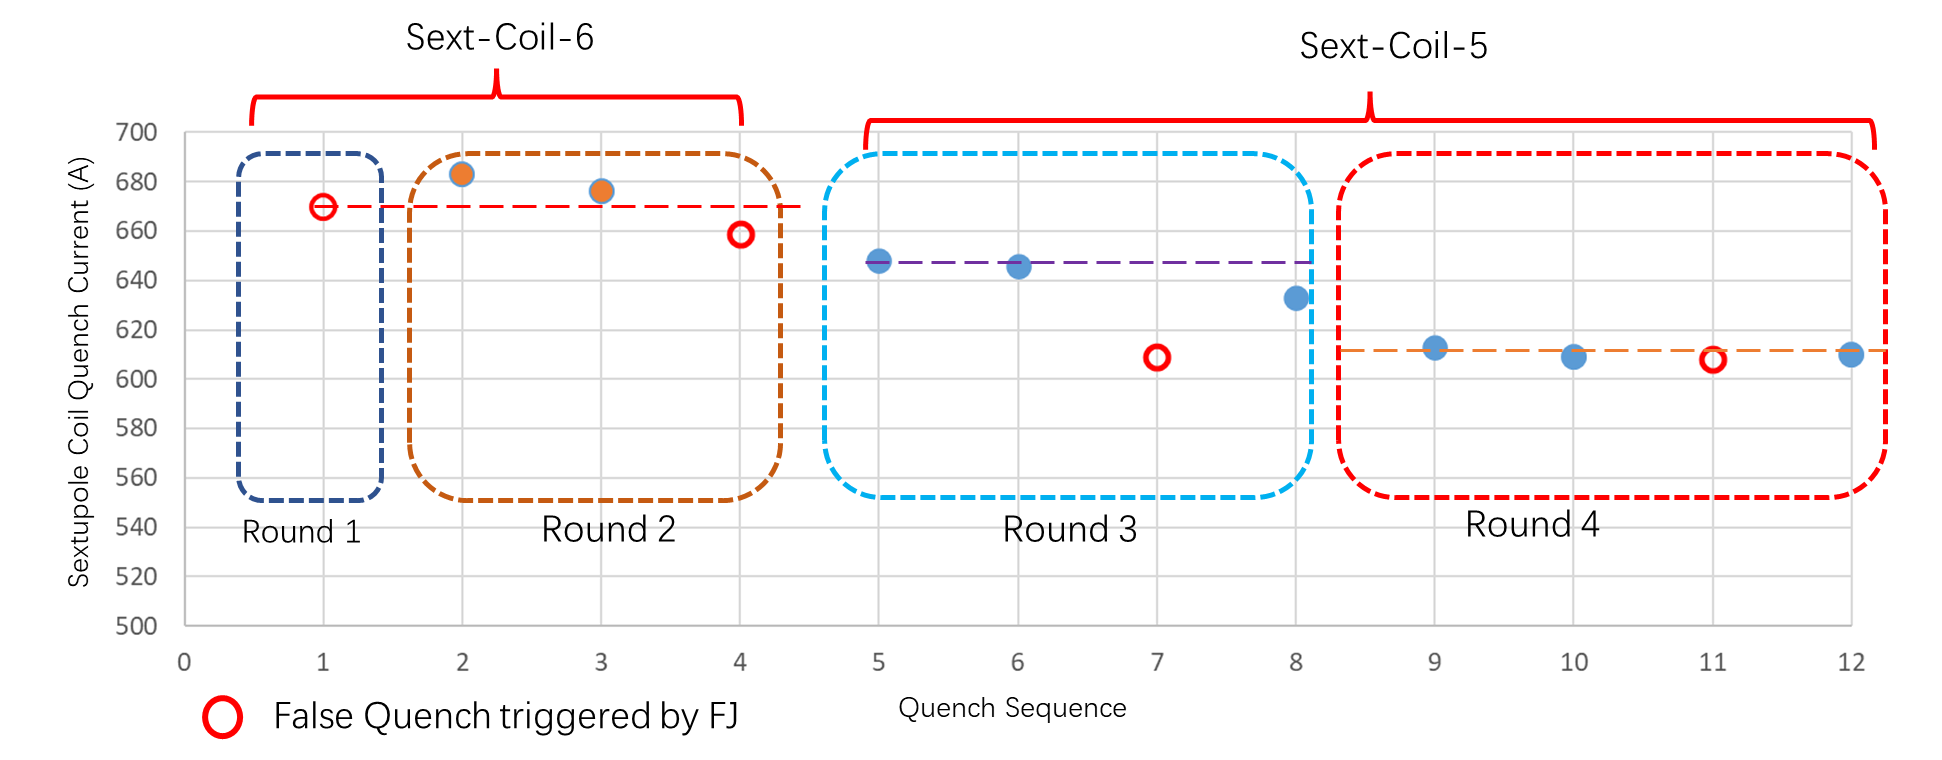 Sext-Coil-6
Sext-Coil-5
Sextupole Coil Quench Current (A)
700
680
660
640
620
600
580
560
540
520
500
Round 1
Round 2
Round 3
Round 4
0 1 2 3 4 5 6 7 8 9 10 11 12
Quench Sequence
False Quench triggered by FJ